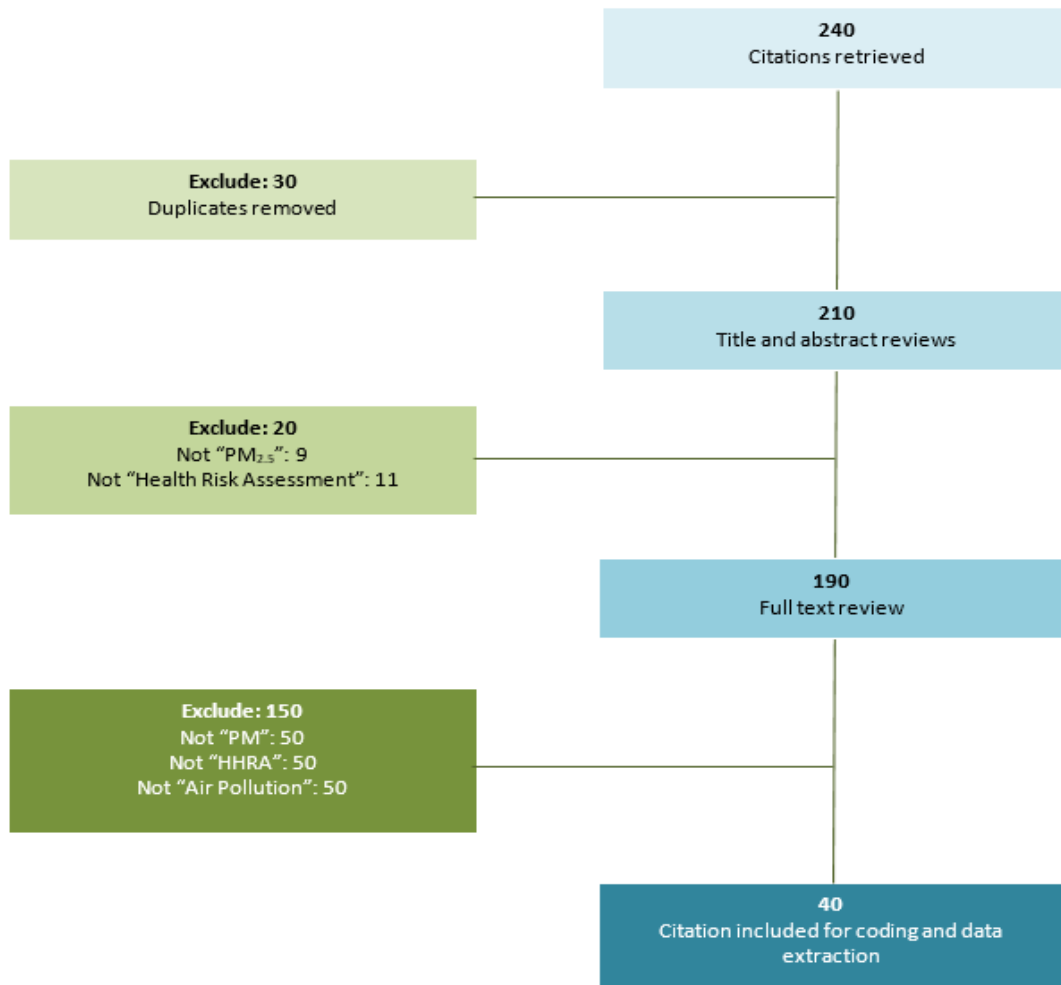 240
Citations retrieved
Exclude: 30
Duplicates removed
210
Title and abstract reviews
Exclude: 20
Not “PM₂.₅”: 9
Not “Health Risk Assessment”: 11
190
Full text review
Exclude: 150
Not “PM”: 50
Not “HHRA”: 50
Not “Air Pollution”: 50
40
Citation included for coding and data
extraction